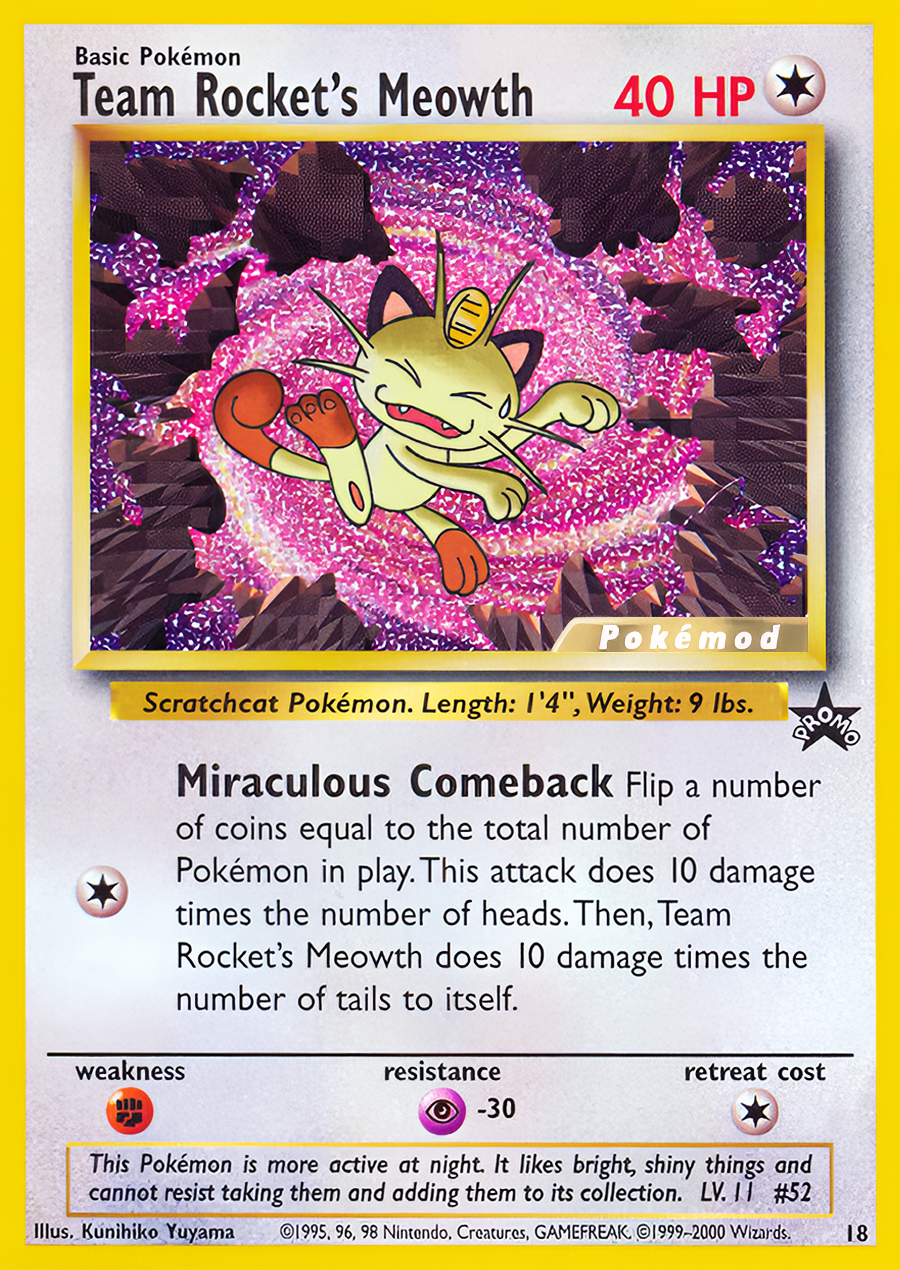 Basic Pokémon
Team Rocket's Meowth
40 HP
Pokémod
Scratchcat Pokémon. Length: 1'4", Weight: 9 lbs.
PROMO
Miraculous Comeback Flip a number
of coins equal to the total number of
Pokémon in play. This attack does 10 damage
times the number of heads. Then, Team
Rocket's Meowth does 10 damage times the
number of tails to itself.
weakness
resistance
retreat cost
-30
This Pokémon is more active at night. It likes bright, shiny things and
cannot resist taking them and adding them to its collection. LV. 11 #52
Illus. Kunihiko Yuyama
©1995, 96, 98 Nintendo, Creatures, GAMEFREAK. ©1999-2000 Wizards.
18